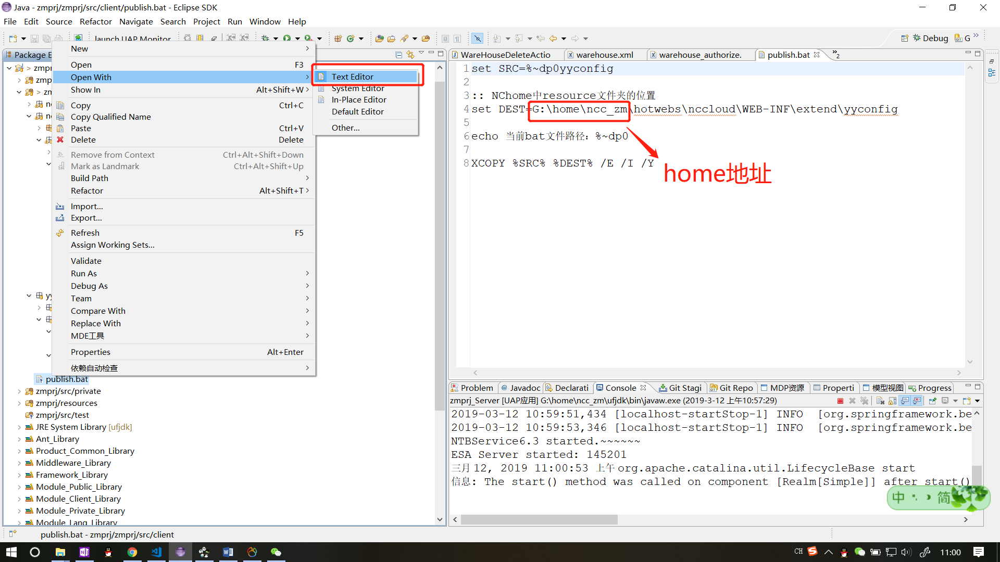 Java - zmprj/zmprj/src/client/publish.bat - Eclipse SDK
File Edit Source Refactor Navigate Search Project Run Window Help
launch UAP Monitor
Debug G »
Package E
> zmpr
zmp
> zm
yy
publish.bat
zmprj/src/private
zmprj/resources
zmprj/src/test
JRE System Library [ufjdk]
Ant_Library
Product_Common_Library
Middleware_Library
Framework_Library
Module_Public_Library
Module_Client_Library
Module_Private_Library
Module_Lang_Library
New
Open F3
Open With
Show In Alt+Shift+W
Copy Ctrl+C
Copy Qualified Name
Paste Ctrl+V
Delete Delete
Remove from Context Ctrl+Alt+Shift+Down
Mark as Landmark Ctrl+Alt+Shift+Up
Build Path
Refactor Alt+Shift+T
Import...
Export...
Refresh F5
Assign Working Sets...
Validate
Run As
Debug As
Team
Compare With
Replace With
MDE工具
Properties Alt+Enter
依赖自动检查
Text Editor
System Editor
In-Place Editor
Default Editor
Other...
WareHouseDeleteActio warehouse.xml warehouse_authorize. publish.bat »2
1 set SRC=%~dp0yyconfig
2
3 :: NChome中resource文件夹的位置
4 set DEST=G:\home\ncc_zm\hotwebs\nccloud\WEB-INF\extend\yyconfig
5
6 echo 当前bat文件路径：%~dp0
7
8 XCOPY %SRC% %DEST% /E /I /Y
home地址
Problem @ Javadoc Declarati Console Git Stagi Git Repo MDP资源 Properti 模型视图 Progress
zmprj_Server [UAP应用] G:\home\ncc_zm\ufjdk\bin\javaw.exe (2019-3-12 上午10:57:29)
2019-03-12 10:59:51,434 [localhost-startStop-1] INFO [org.springframework.be
2019-03-12 10:59:53,346 [localhost-startStop-1] INFO [org.springframework.be
NTBService6.3 started.~~~~~~
ESA Server started: 145201
三月 12, 2019 11:00:53 上午 org.apache.catalina.util.LifecycleBase start
信息: The start() method was called on component [Realm[Simple]] after start()
中 简
publish.bat - zmprj/zmprj/src/client
CH 11:00